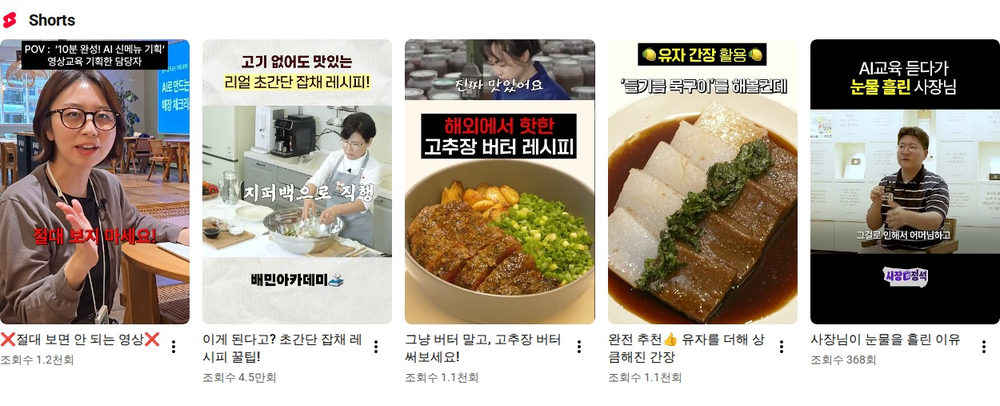 Shorts
POV : '10분 완성! AI 신메뉴 기획'
영상교육 기획한 담당자
절대 보지 마세요!
❌절대 보면 안 되는 영상❌
조회수 1.2천회
고기 없어도 맛있는
리얼 초간단 잡채 레시피!
지퍼백으로 직행
배민아카데미
이게 된다고? 초간단 잡채 레
시피 꿀팁!
조회수 4.5만회
진짜 맛있어요
해외에서 핫한
고추장 버터 레시피
그냥 버터 말고, 고추장 버터
써보세요!
조회수 1.1천회
🍋유자 간장 활용🍋
'들기름 묵구이'를 해볼건데
완전 추천👍 유자를 더해 상
큼해진 간장
조회수 1.1천회
AI교육 듣다가
눈물 흘린 사장님
그걸로 인해서 어머님하고
사장의정석
사장님이 눈물을 흘린 이유
조회수 368회